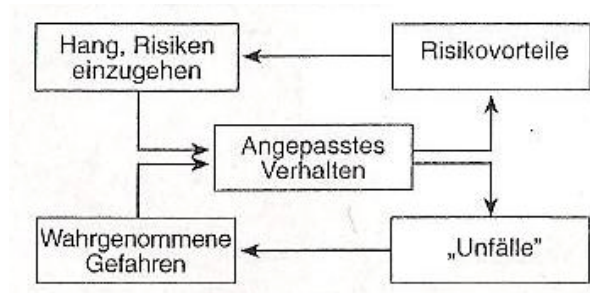 Hang, Risiken
einzugehen
Risikovorteile
Angepasstes
Verhalten
Wahrgenommene
Gefahren
„Unfälle”